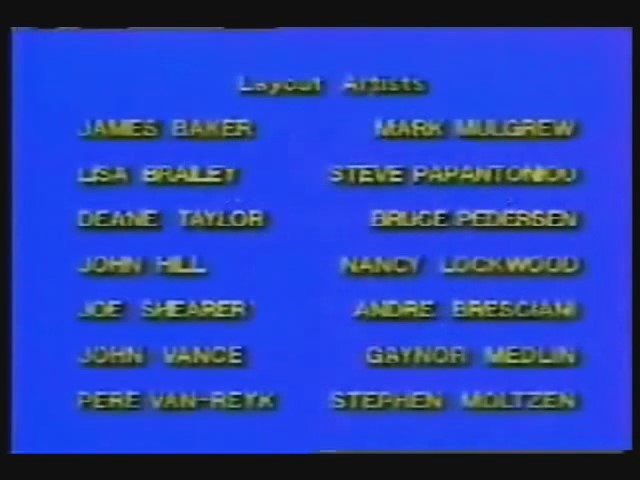 Layout Artists
JAMES BAKER MARK MULGREW
LISA BRAILEY STEVE PAPANTONIOU
DEANE TAYLOR BRUCE PEDERSEN
JOHN HILL NANCY LOCKWOOD
JOE SHEARER ANDRE BRESCIANI
JOHN VANCE GAYNOR MEDLIN
PERE VAN-REYK STEPHEN MOLTZEN